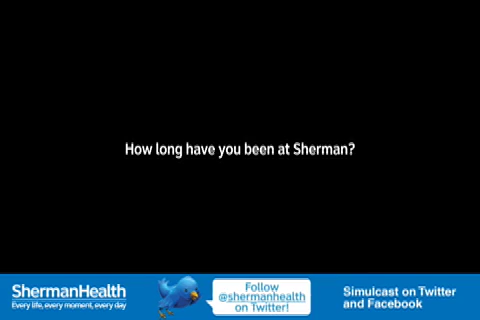 How long have you been at Sherman?
ShermanHealth
Every life, every moment, every day
Follow
@shermanhealth
on Twitter!
Simulcast on Twitter
and Facebook